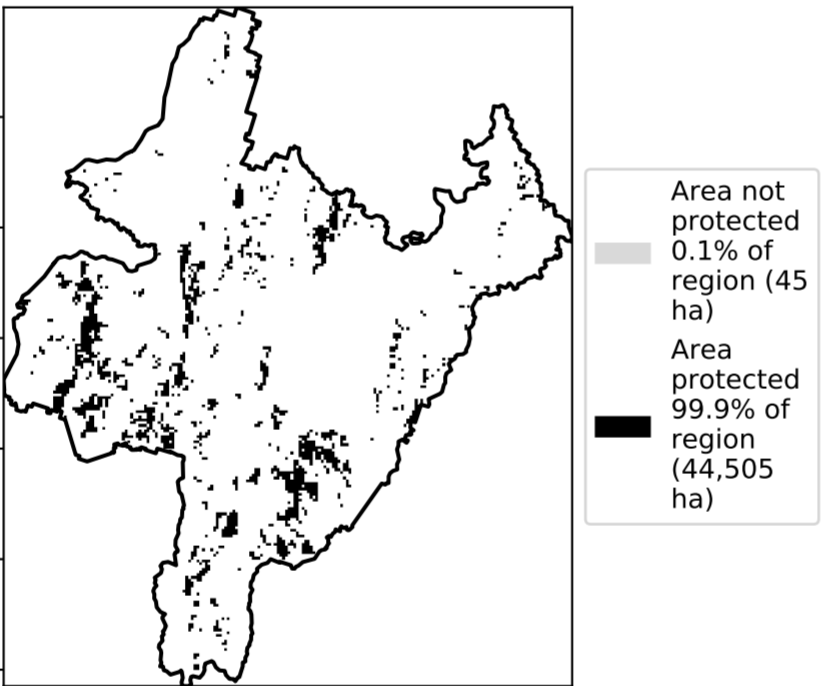 Area not
protected
0.1% of
region (45
ha)
Area
protected
99.9% of
region
(44,505
ha)